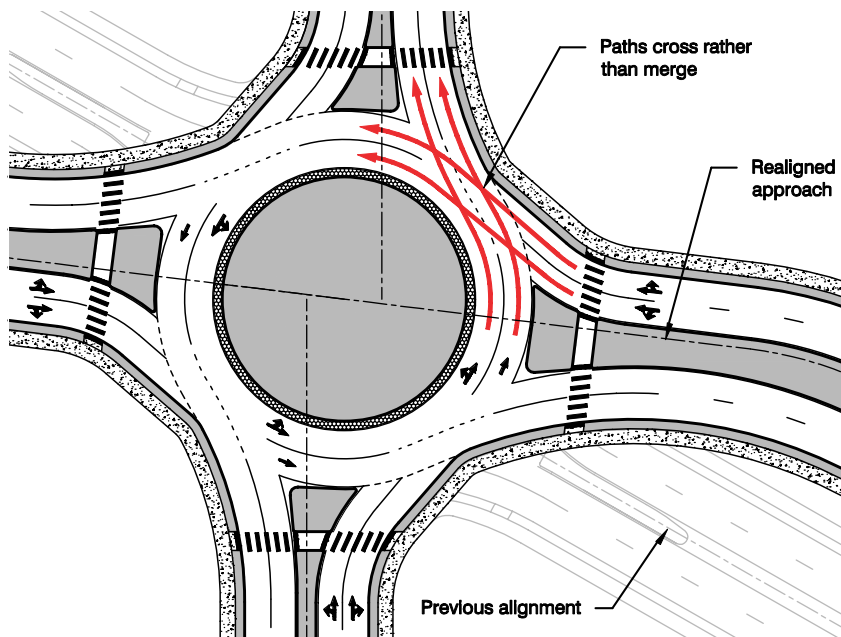 Paths cross rather
than merge
Realigned
approach
Previous alignment